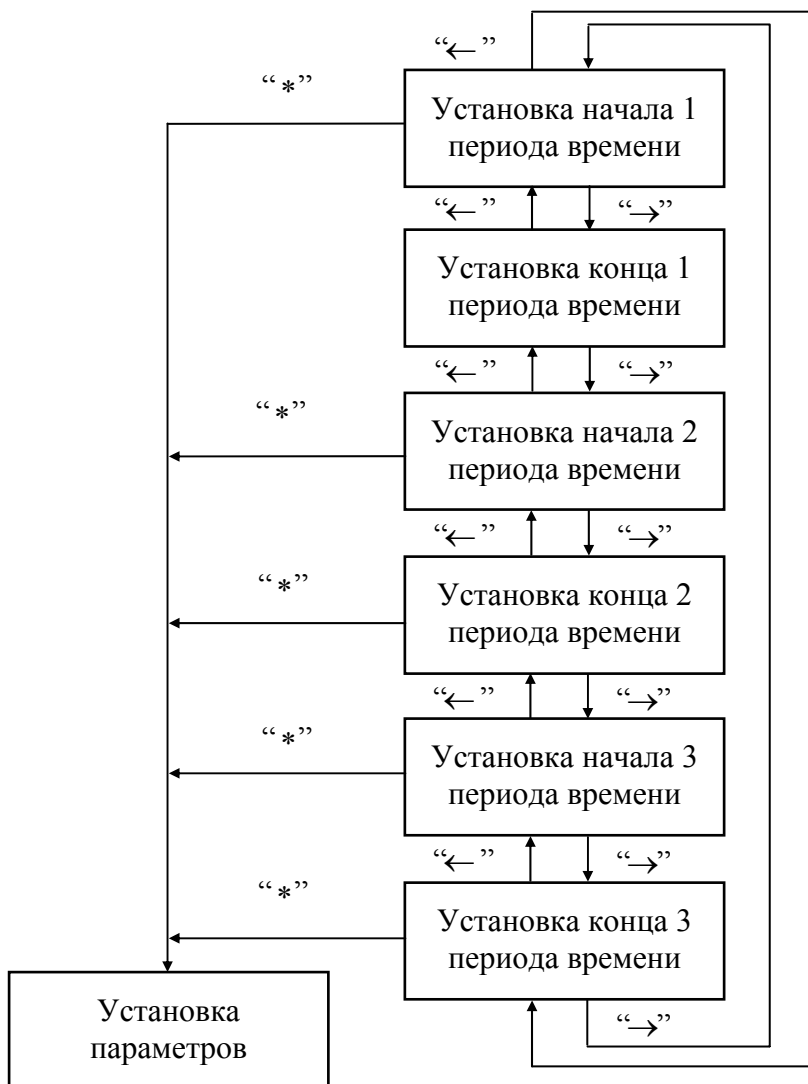 “←”
“*”
Установка начала 1
периода времени
“←” “→”
Установка конца 1
периода времени
“←” “→”
“*”
Установка начала 2
периода времени
“←” “→”
“*”
Установка конца 2
периода времени
“←” “→”
“*”
Установка начала 3
периода времени
“←” “→”
“*”
Установка конца 3
периода времени
“→”
Установка
параметров